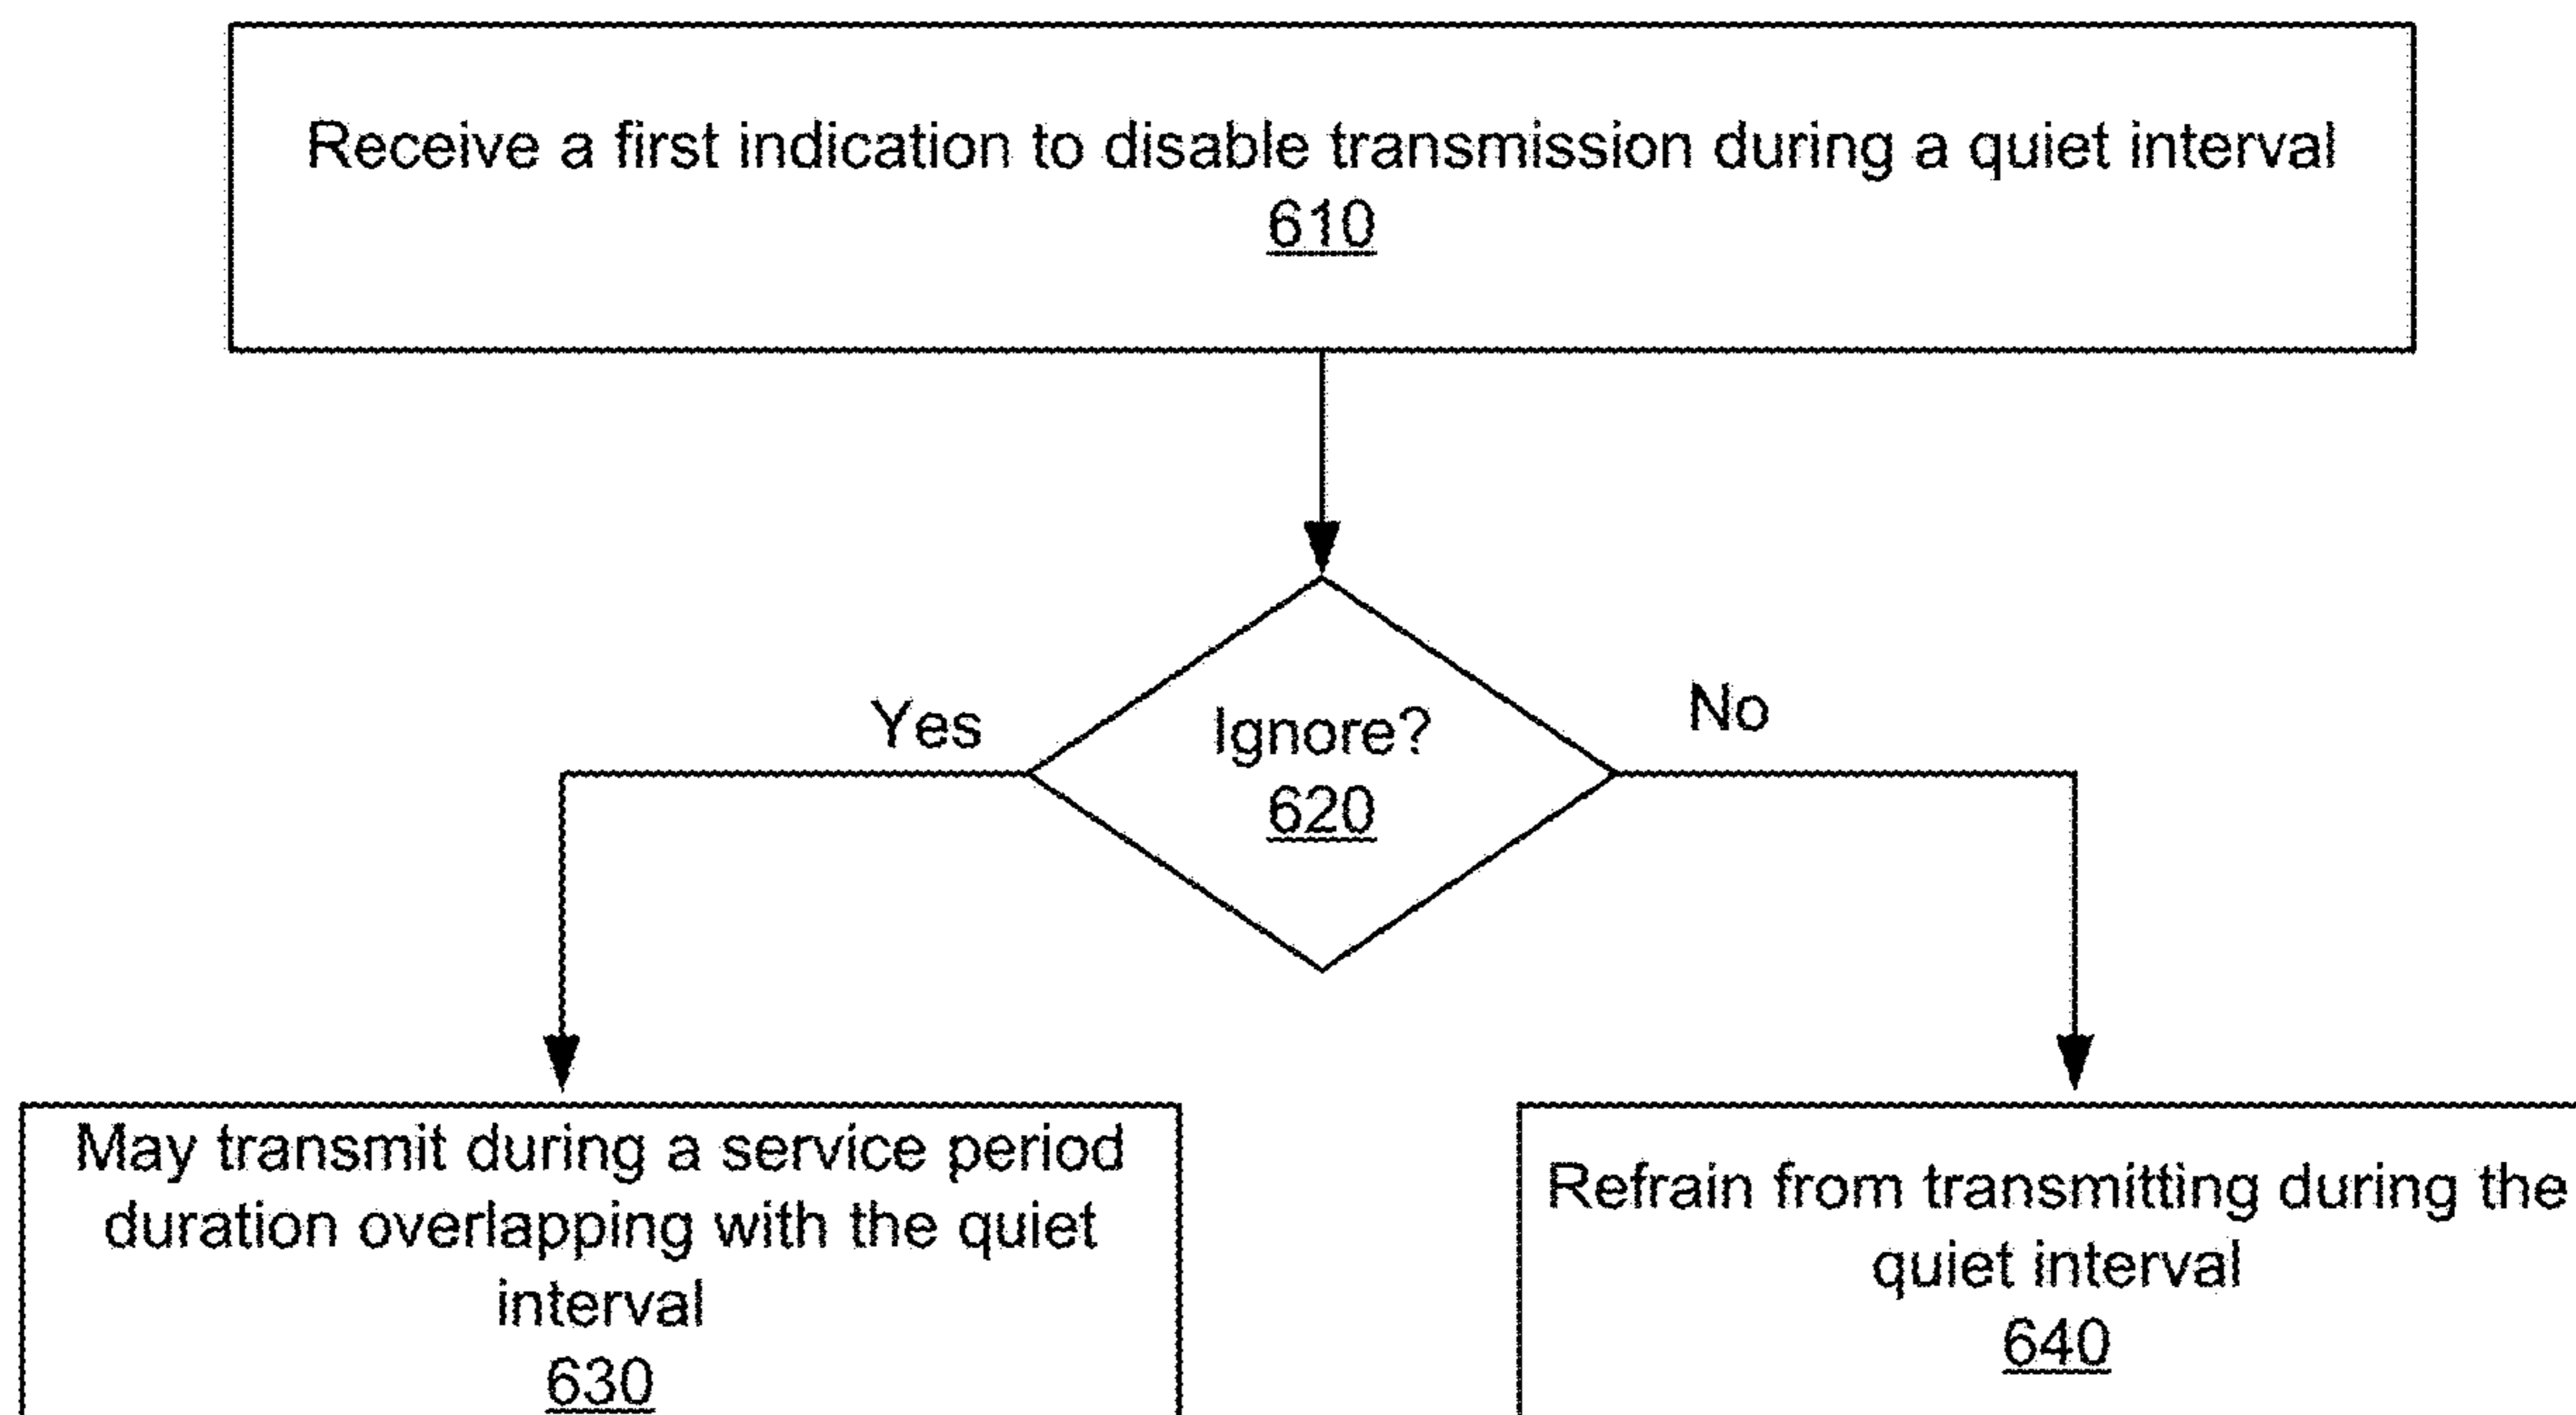 Receive a first indication to disable transmission during a quiet interval
610
Yes
Ignore?
620
No
May transmit during a service period
duration overlapping with the quiet
interval
630
Refrain from transmitting during the
quiet interval
640